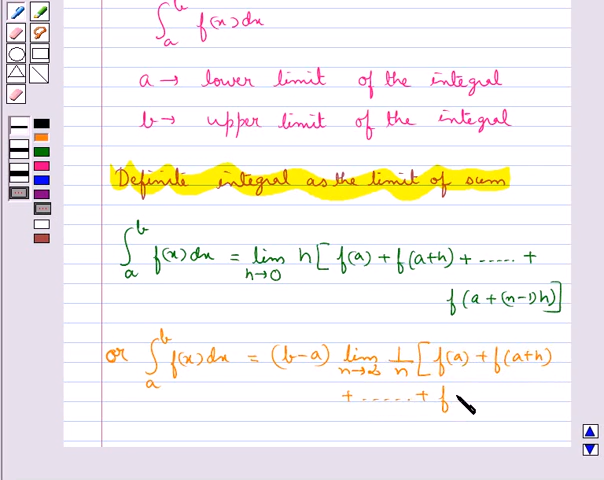 ∫_a^b f(x)dx
a → lower limit of the integral
b → upper limit of the integral
Definite integral as the limit of sum
∫_a^b f(x)dx = lim_{h→0} h[ f(a) + f(a+h) + ..... +
f(a + (n-1)h)]
or ∫_a^b f(x)dx = (b-a) lim_{n→∞} 1/n [ f(a) + f(a+h)
+ ...... + f